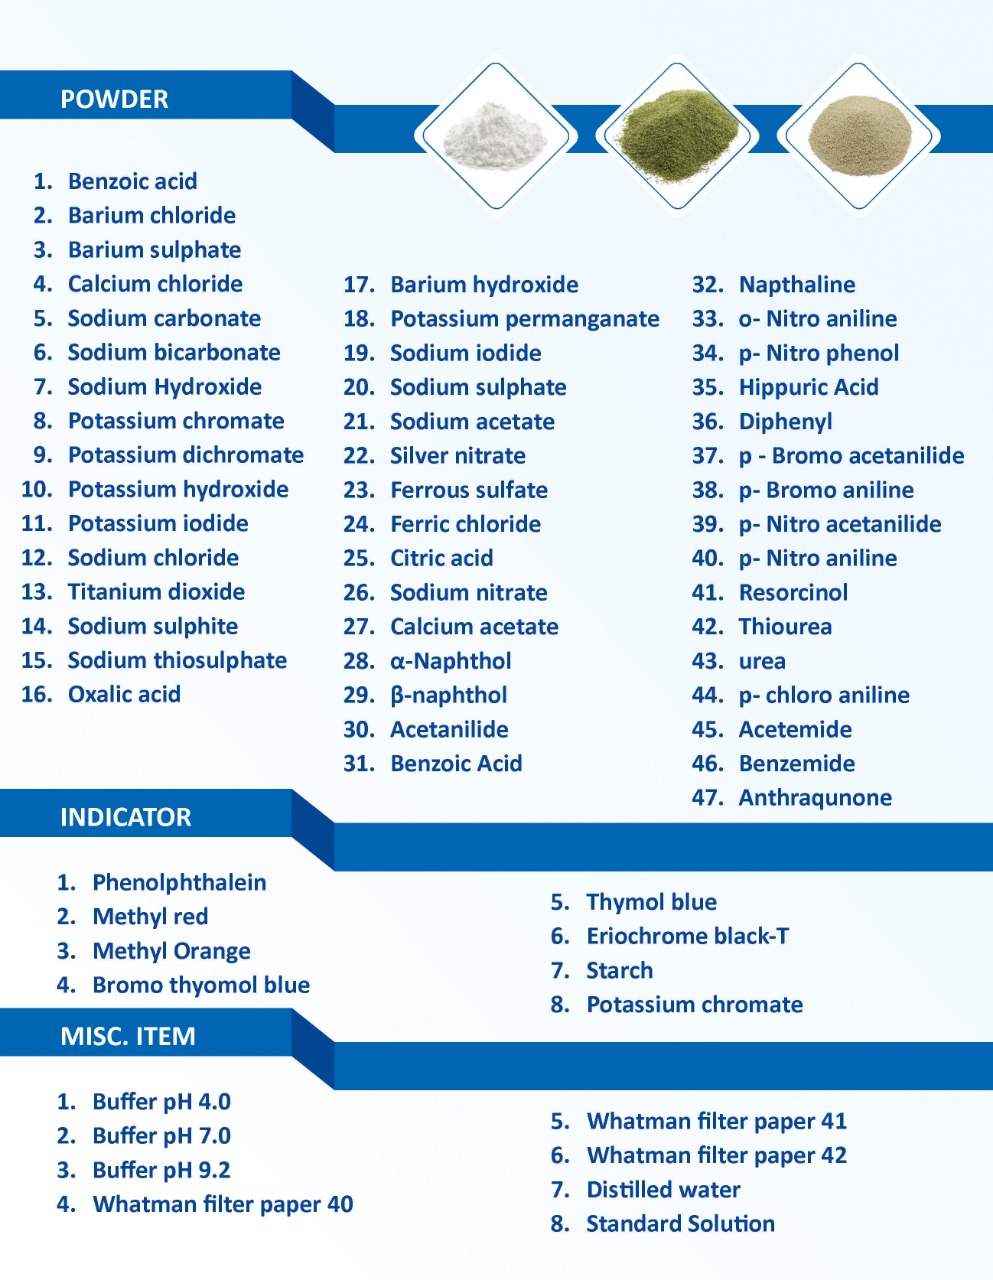 POWDER
1. Benzoic acid
2. Barium chloride
3. Barium sulphate
4. Calcium chloride
5. Sodium carbonate
6. Sodium bicarbonate
7. Sodium Hydroxide
8. Potassium chromate
9. Potassium dichromate
10. Potassium hydroxide
11. Potassium iodide
12. Sodium chloride
13. Titanium dioxide
14. Sodium sulphite
15. Sodium thiosulphate
16. Oxalic acid
17. Barium hydroxide
18. Potassium permanganate
19. Sodium iodide
20. Sodium sulphate
21. Sodium acetate
22. Silver nitrate
23. Ferrous sulfate
24. Ferric chloride
25. Citric acid
26. Sodium nitrate
27. Calcium acetate
28. α-Naphthol
29. β-naphthol
30. Acetanilide
31. Benzoic Acid
32. Napthaline
33. o- Nitro aniline
34. p- Nitro phenol
35. Hippuric Acid
36. Diphenyl
37. p - Bromo acetanilide
38. p- Bromo aniline
39. p- Nitro acetanilide
40. p- Nitro aniline
41. Resorcinol
42. Thiourea
43. urea
44. p- chloro aniline
45. Acetemide
46. Benzemide
47. Anthraqunone
INDICATOR
1. Phenolphthalein
2. Methyl red
3. Methyl Orange
4. Bromo thyomol blue
5. Thymol blue
6. Eriochrome black-T
7. Starch
8. Potassium chromate
MISC. ITEM
1. Buffer pH 4.0
2. Buffer pH 7.0
3. Buffer pH 9.2
4. Whatman filter paper 40
5. Whatman filter paper 41
6. Whatman filter paper 42
7. Distilled water
8. Standard Solution